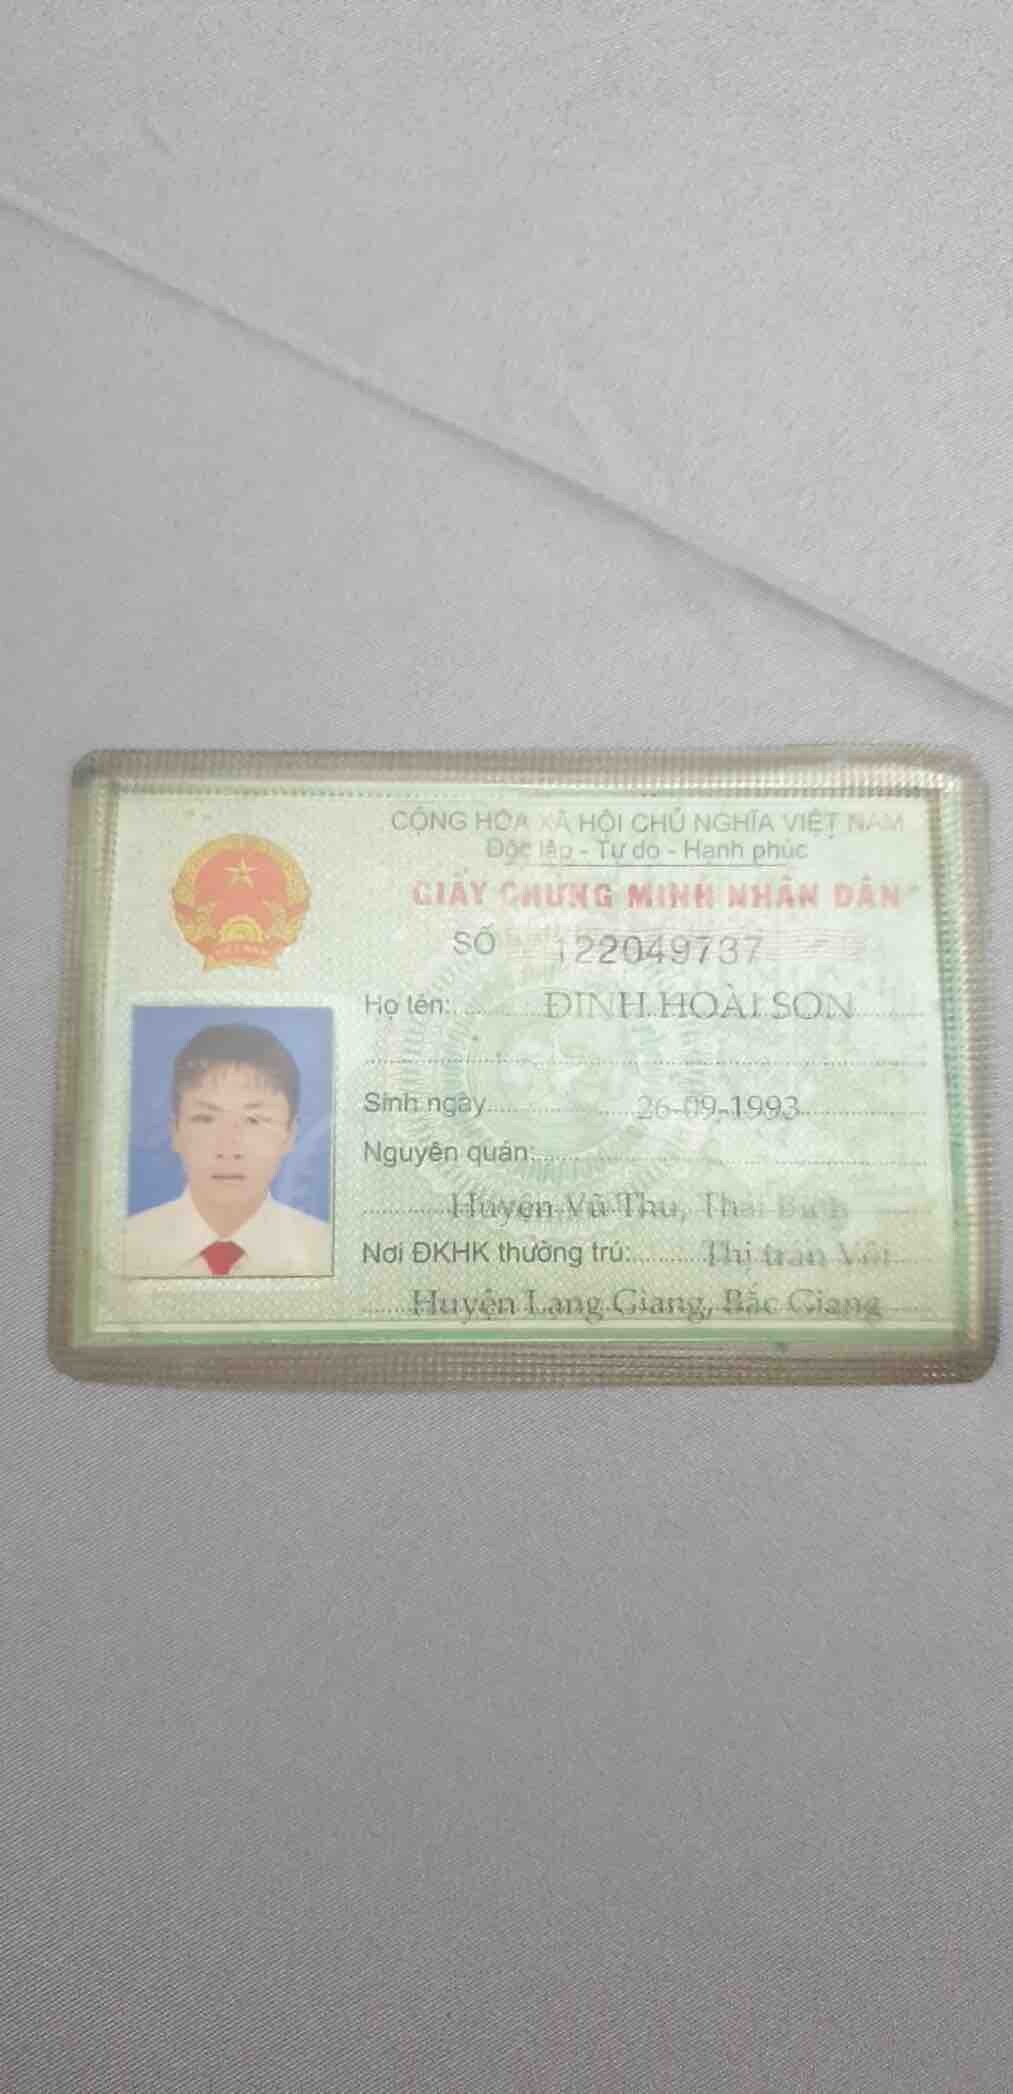 CỘNG HÒA XÃ HỘI CHỦ NGHĨA VIỆT NAM
Độc lập - Tự do - Hạnh phúc
GIẤY CHỨNG MINH NHÂN DÂN
SỐ 122049737
Họ tên: ĐINH HOÀI SƠN
Sinh ngày 26-09-1993
Nguyên quán:
Huyện Vũ Thư, Thái Bình
Nơi ĐKHK thường trú: Thị trấn Vôi
Huyện Lạng Giang, Bắc Giang